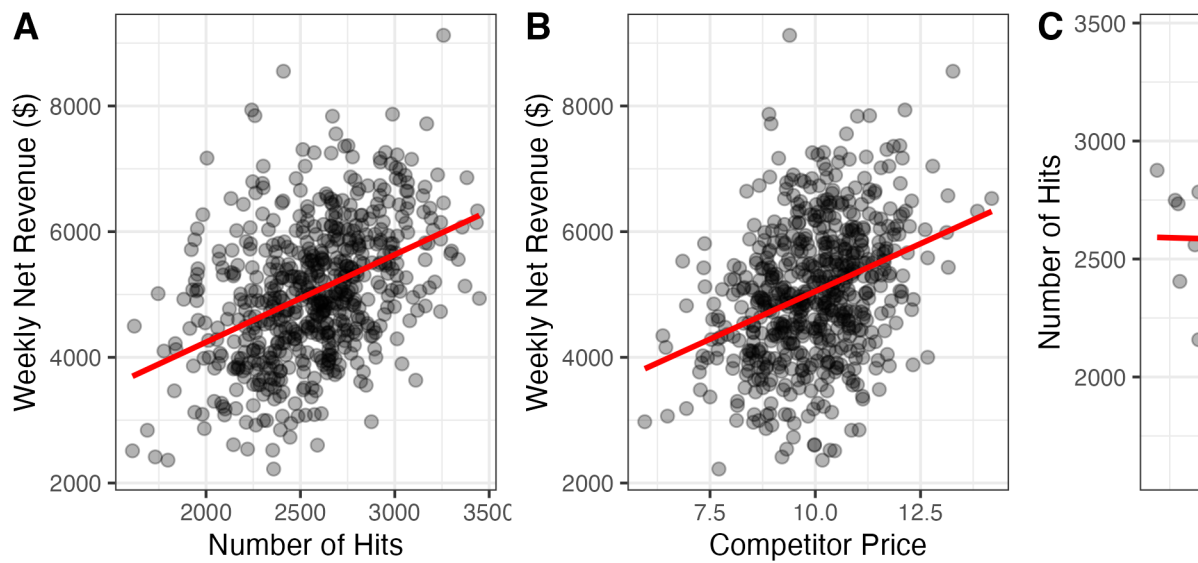 A
Weekly Net Revenue ($)
8000
6000
4000
2000
2000 2500 3000 3500
Number of Hits
B
Weekly Net Revenue ($)
8000
6000
4000
2000
7.5 10.0 12.5
Competitor Price
C
Number of Hits
3500
3000
2500
2000